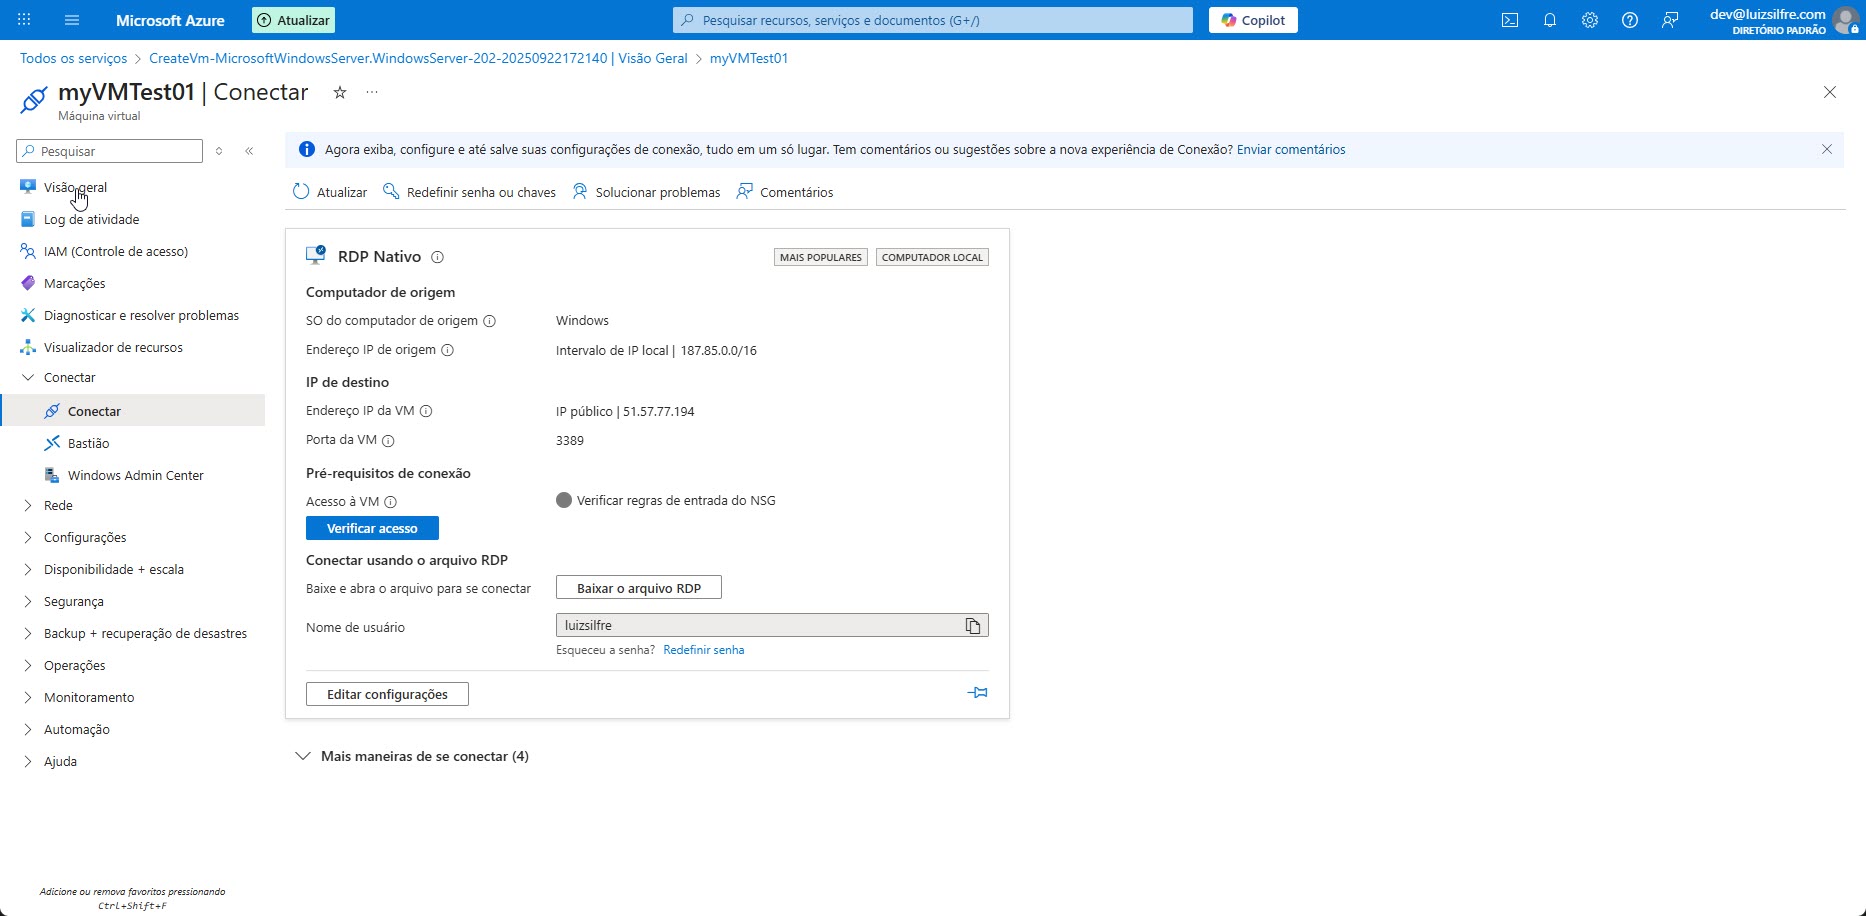 Microsoft Azure
Atualizar
Pesquisar recursos, serviços e documentos (G+/)
Copilot
dev@luizsilfre.com
DIRETÓRIO PADRÃO
Todos os serviços > CreateVm-MicrosoftWindowsServer.WindowsServer-202-20250922172140 | Visão Geral > myVMTest01
myVMTest01 | Conectar
Máquina virtual
Pesquisar
Visão geral
Log de atividade
IAM (Controle de acesso)
Marcações
Diagnosticar e resolver problemas
Visualizador de recursos
Conectar
Conectar
Bastião
Windows Admin Center
Rede
Configurações
Disponibilidade + escala
Segurança
Backup + recuperação de desastres
Operações
Monitoramento
Automação
Ajuda
Adicione ou remova favoritos pressionando
Ctrl+Shift+F
Agora exiba, configure e até salve suas configurações de conexão, tudo em um só lugar. Tem comentários ou sugestões sobre a nova experiência de Conexão? Enviar comentários
Atualizar
Redefinir senha ou chaves
Solucionar problemas
Comentários
RDP Nativo
MAIS POPULARES
COMPUTADOR LOCAL
Computador de origem
SO do computador de origem
Windows
Endereço IP de origem
Intervalo de IP local | 187.85.0.0/16
IP de destino
Endereço IP da VM
IP público | 51.57.77.194
Porta da VM
3389
Pré-requisitos de conexão
Acesso à VM
Verificar regras de entrada do NSG
Verificar acesso
Conectar usando o arquivo RDP
Baixe e abra o arquivo para se conectar
Baixar o arquivo RDP
Nome de usuário
luizsilfre
Esqueceu a senha? Redefinir senha
Editar configurações
Mais maneiras de se conectar (4)